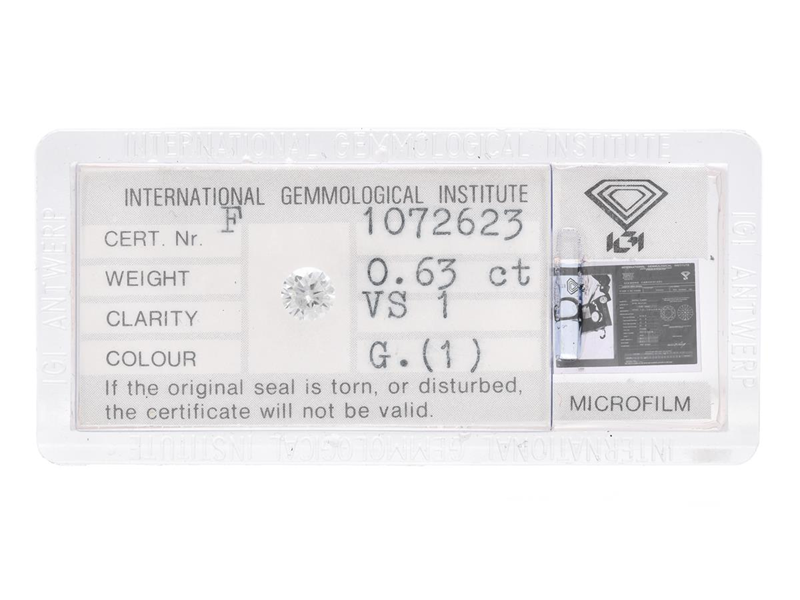 INTERNATIONAL GEMMOLOGICAL INSTITUTE
IGI ANTWERP
IGI ANTWERP
INTERNATIONAL GEMMOLOGICAL INSTITUTE
INTERNATIONAL GEMMOLOGICAL INSTITUTE
CERT. Nr. F 1072623
WEIGHT 0.63 ct
CLARITY VS 1
COLOUR G.(1)
If the original seal is torn, or disturbed,
the certificate will not be valid.
IGI
MICROFILM